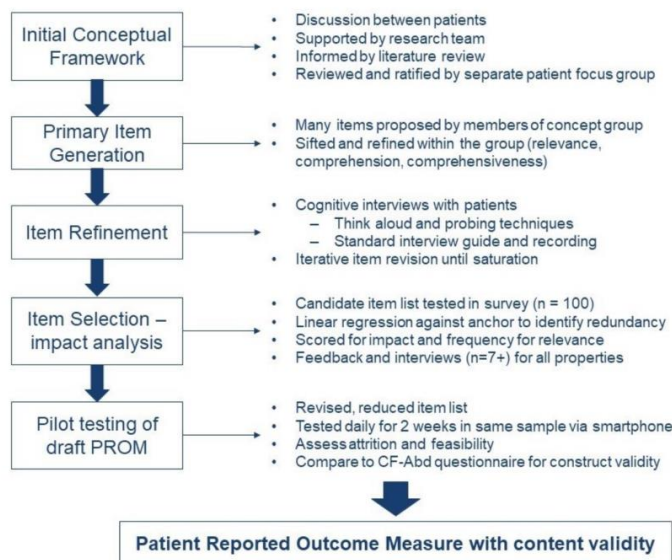 Initial Conceptual
Framework
• Discussion between patients
• Supported by research team
• Informed by literature review
• Reviewed and ratified by separate patient focus group
Primary Item
Generation
• Many items proposed by members of concept group
• Sifted and refined within the group (relevance,
comprehension, comprehensiveness)
Item Refinement
• Cognitive interviews with patients
– Think aloud and probing techniques
– Standard interview guide and recording
• Iterative item revision until saturation
Item Selection –
impact analysis
• Candidate item list tested in survey (n = 100)
• Linear regression against anchor to identify redundancy
• Scored for impact and frequency for relevance
• Feedback and interviews (n=7+) for all properties
Pilot testing of
draft PROM
• Revised, reduced item list
• Tested daily for 2 weeks in same sample via smartphone
• Assess attrition and feasibility
• Compare to CF-Abd questionnaire for construct validity
Patient Reported Outcome Measure with content validity